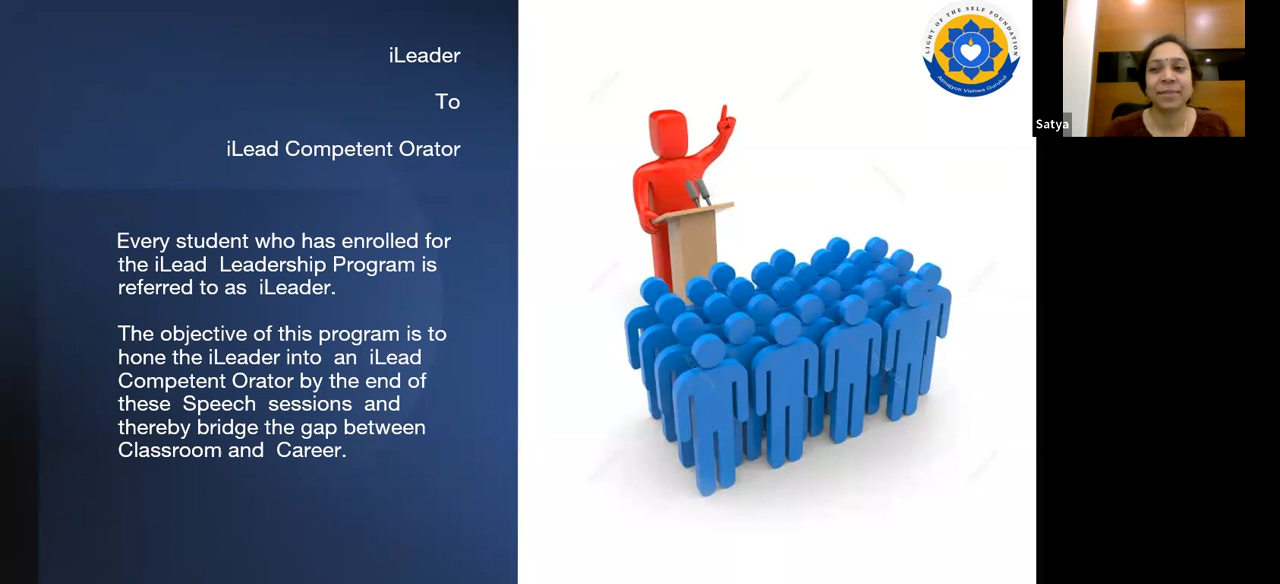 iLeader
To
iLead Competent Orator
Every student who has enrolled for
the iLead Leadership Program is
referred to as iLeader.
The objective of this program is to
hone the iLeader into an iLead
Competent Orator by the end of
these Speech sessions and
thereby bridge the gap between
Classroom and Career.
LIGHT OF THE SELF FOUNDATION
Atmajyoti Vishwa Gurukul
Satya